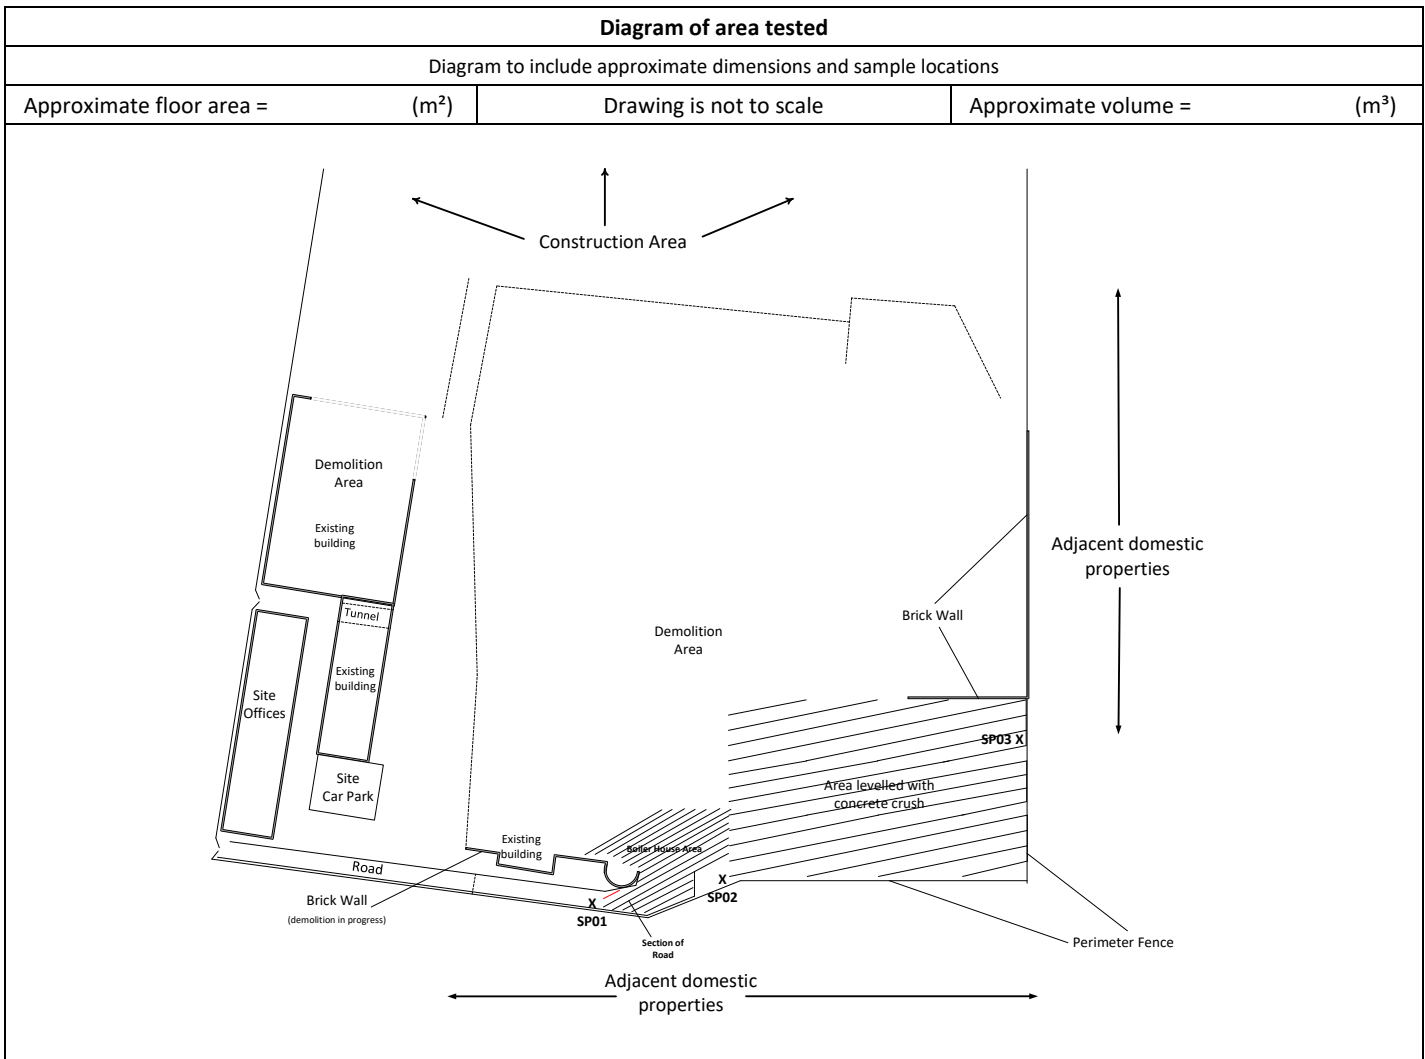 Diagram of area tested
Diagram to include approximate dimensions and sample locations
Approximate floor area = (m²)
Drawing is not to scale
Approximate volume = (m³)
Construction Area
Demolition
Area
Existing
building
Tunnel
Existing
building
Site
Offices
Site
Car Park
Demolition
Area
Brick Wall
Adjacent domestic
properties
SP03 X
Area levelled with
concrete crush
Existing
building
Boiler House Area
Road
Brick Wall
(demolition in progress)
X
SP01
X
SP02
Section of
Road
Perimeter Fence
Adjacent domestic
properties